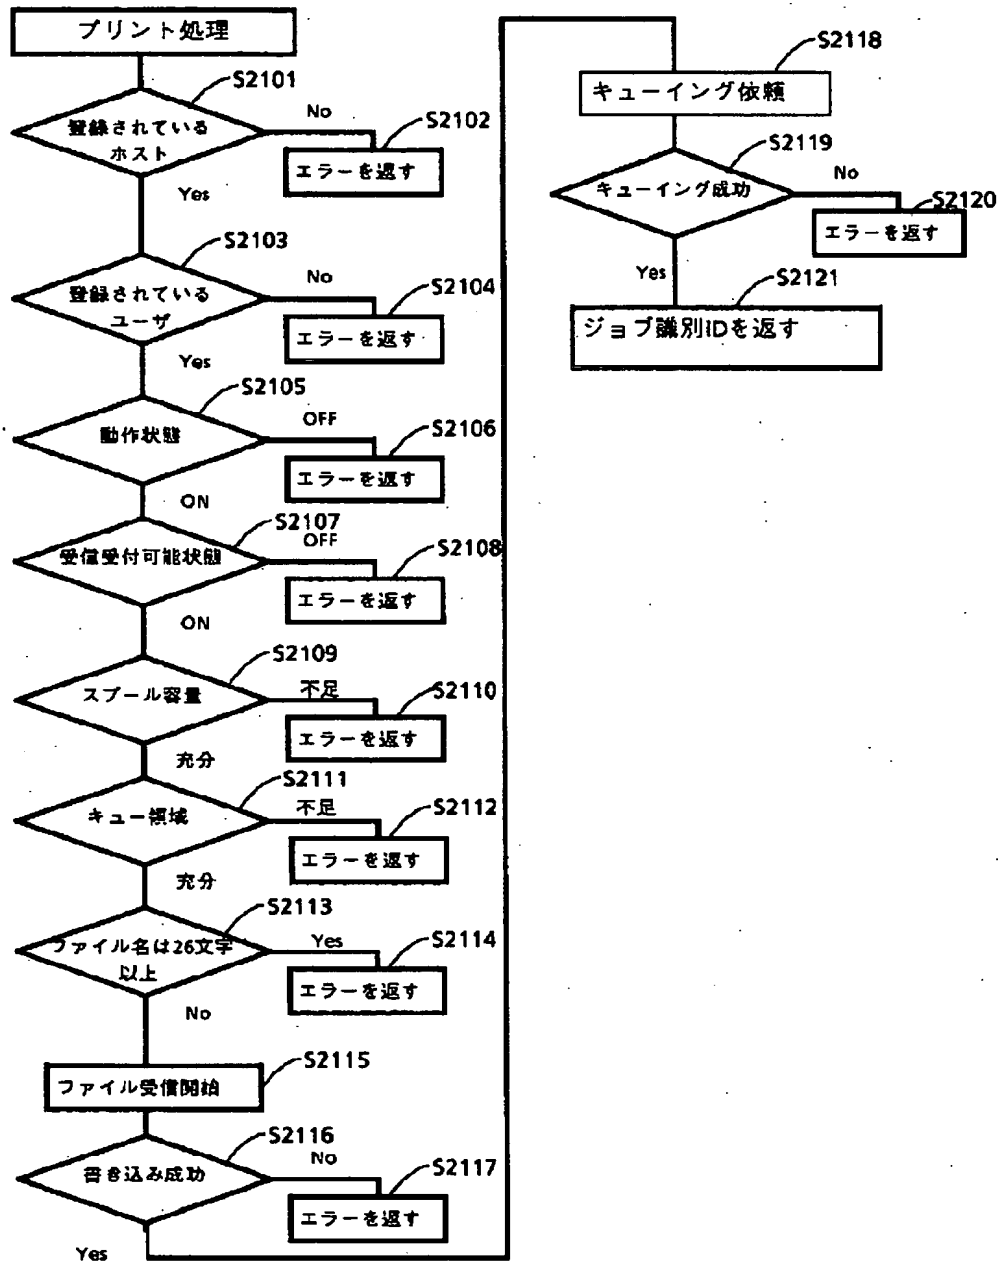 プリント処理
S2101
登録されている
ホスト
No
S2102
エラーを返す
Yes
S2103
登録されている
ユーザ
No
S2104
エラーを返す
Yes
S2105
動作状態
OFF
S2106
エラーを返す
ON
S2107
受信受付可能状態
OFF
S2108
エラーを返す
ON
S2109
スプール容量
不足
S2110
エラーを返す
充分
S2111
キュー領域
不足
S2112
エラーを返す
充分
S2113
ファイル名は26文字
以上
Yes
S2114
エラーを返す
No
S2115
ファイル受信開始
S2116
書き込み成功
No
S2117
エラーを返す
Yes
S2118
キューイング依頼
S2119
キューイング成功
No
S2120
エラーを返す
Yes
S2121
ジョブ識別IDを返す